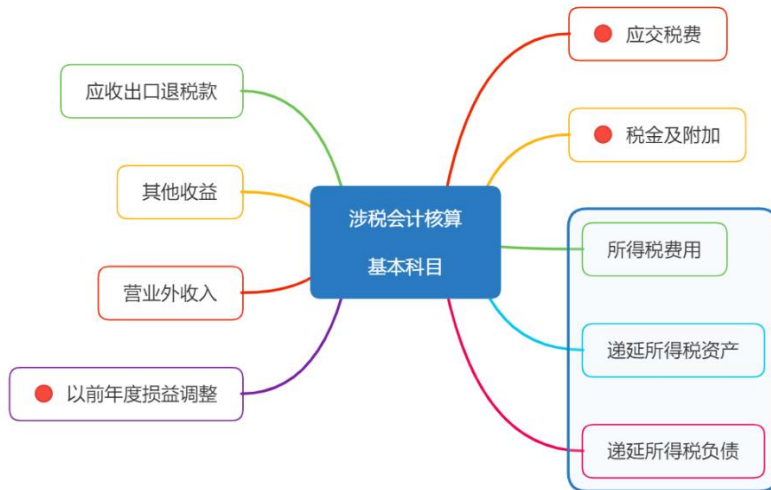 应交税费
应收出口退税款
税金及附加
其他收益
涉税会计核算
基本科目
所得税费用
营业外收入
递延所得税资产
以前年度损益调整
递延所得税负债